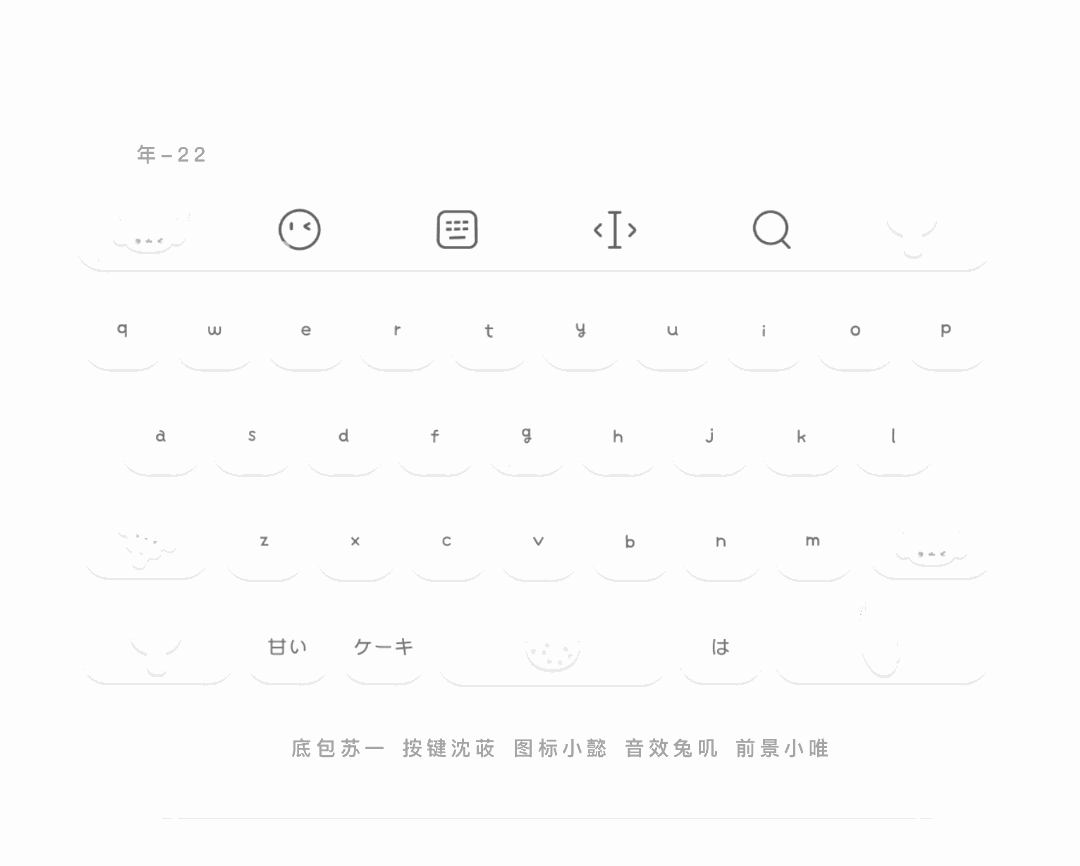 年-22
q w e r t y u i o p
a s d f g h j k l
z x c v b n m
甘い ケーキ は
底包苏一 按键沈荍 图标小懿 音效兔叽 前景小唯